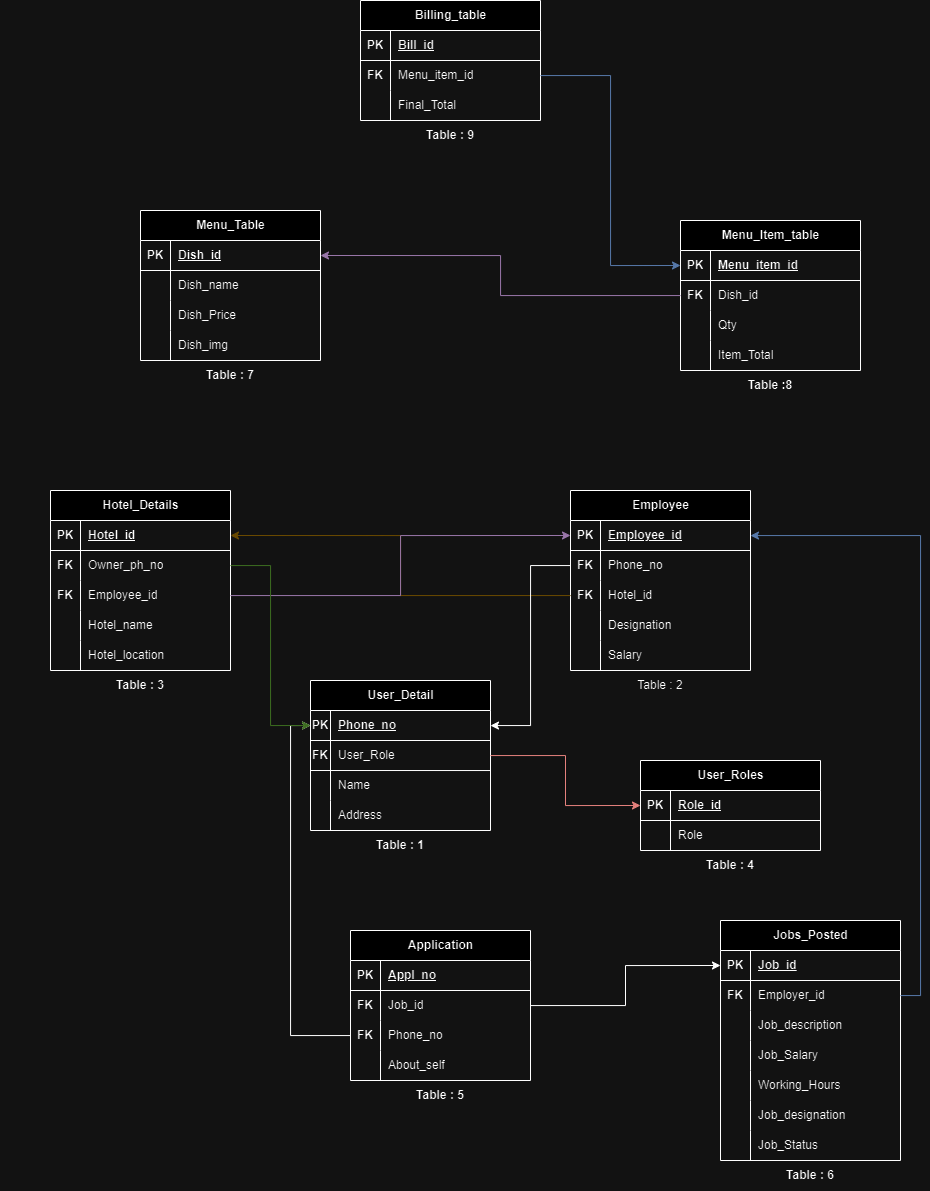 Billing_table
PK Bill_id
FK Menu_item_id
Final_Total
Table : 9
Menu_Table
PK Dish_id
Dish_name
Dish_Price
Dish_img
Table : 7
Menu_Item_table
PK Menu_item_id
FK Dish_id
Qty
Item_Total
Table :8
Hotel_Details
PK Hotel_id
FK Owner_ph_no
FK Employee_id
Hotel_name
Hotel_location
Table : 3
Employee
PK Employee_id
FK Phone_no
FK Hotel_id
Designation
Salary
Table : 2
User_Detail
PK Phone_no
FK User_Role
Name
Address
Table : 1
User_Roles
PK Role_id
Role
Table : 4
Application
PK Appl_no
FK Job_id
FK Phone_no
About_self
Table : 5
Jobs_Posted
PK Job_id
FK Employer_id
Job_description
Job_Salary
Working_Hours
Job_designation
Job_Status
Table : 6